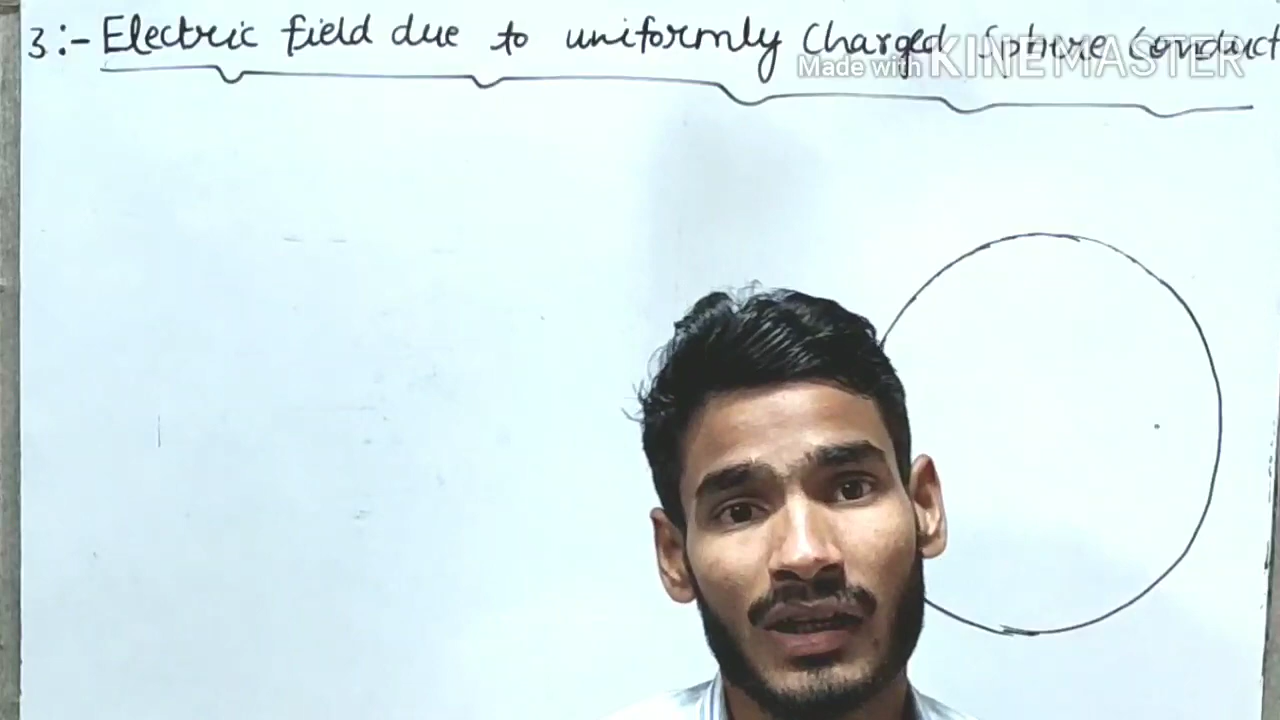 3:- Electric field due to uniformly Charged Sphere Conduct
Made with KINEMASTER